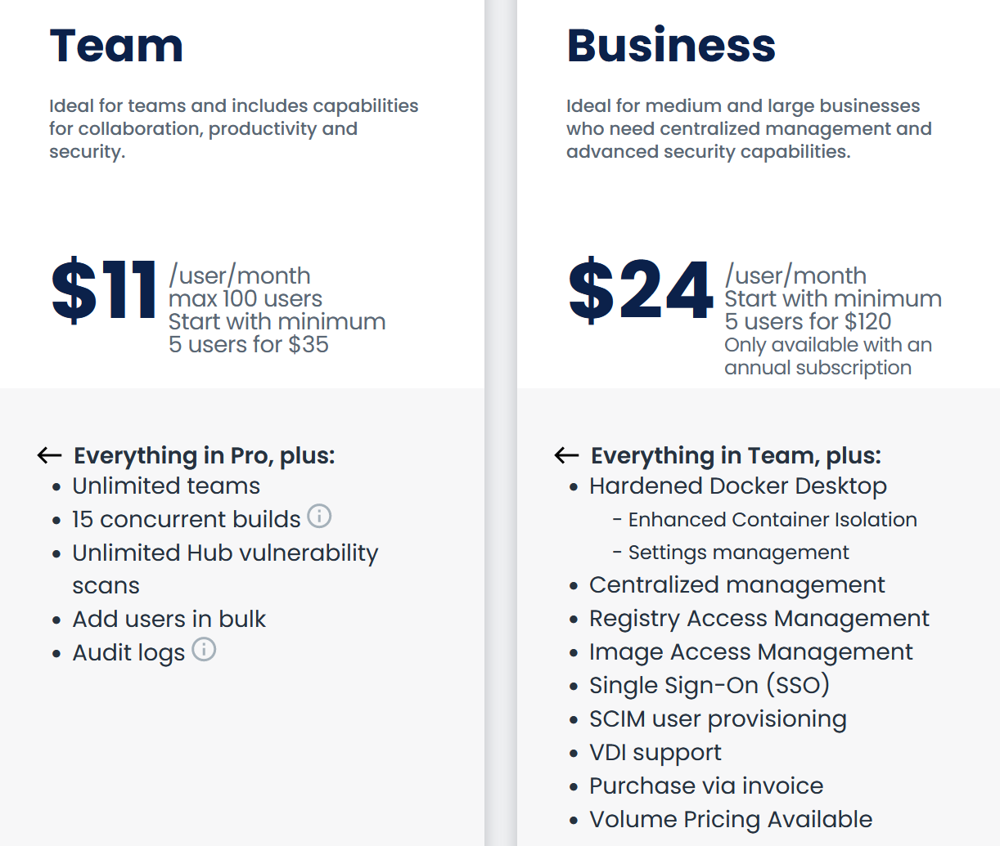 Team
Ideal for teams and includes capabilities
for collaboration, productivity and
security.
$11
/user/month
max 100 users
Start with minimum
5 users for $35
← Everything in Pro, plus:
• Unlimited teams
• 15 concurrent builds
• Unlimited Hub vulnerability
scans
• Add users in bulk
• Audit logs
Business
Ideal for medium and large businesses
who need centralized management and
advanced security capabilities.
$24
/user/month
Start with minimum
5 users for $120
Only available with an
annual subscription
← Everything in Team, plus:
• Hardened Docker Desktop
- Enhanced Container Isolation
- Settings management
• Centralized management
• Registry Access Management
• Image Access Management
• Single Sign-On (SSO)
• SCIM user provisioning
• VDI support
• Purchase via invoice
• Volume Pricing Available